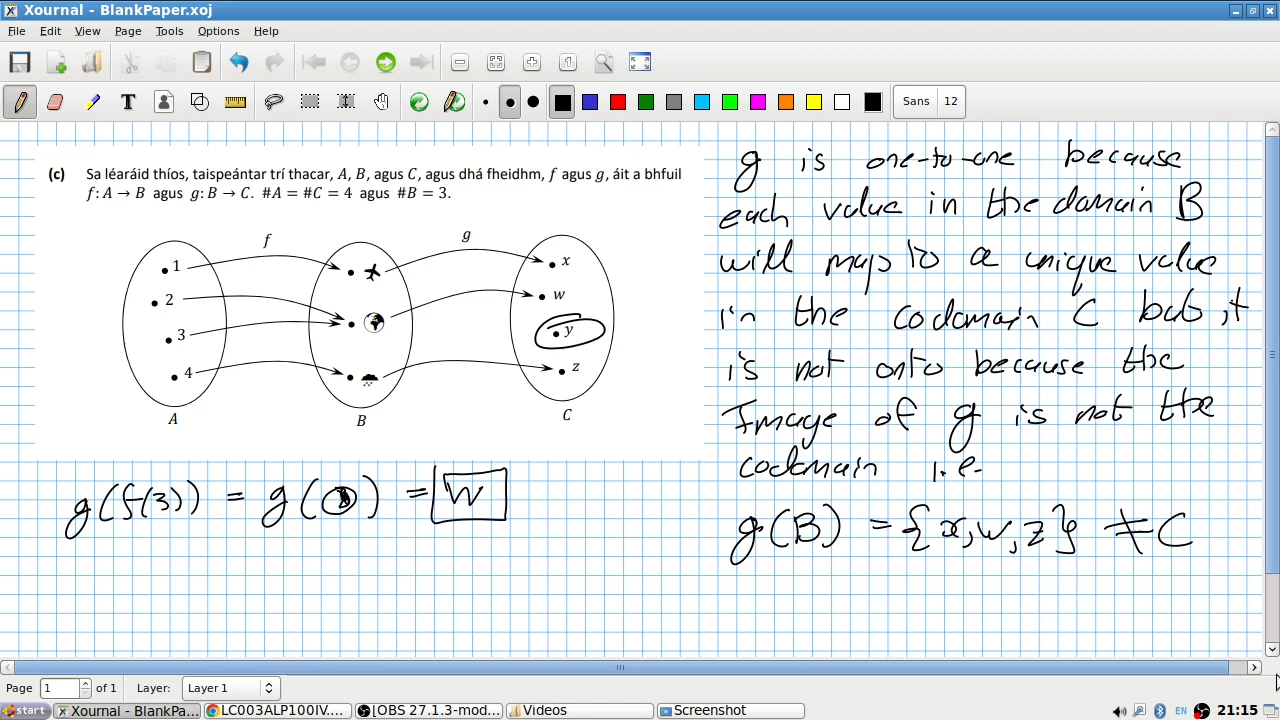 Xournal - BlankPaper.xoj
File Edit View Page Tools Options Help
Sans 12
(c) Sa léaráid thíos, taispeántar trí thacar, A, B, agus C, agus dhá fheidhm, f agus g, áit a bhfuil
f: A → B agus g: B → C. #A = #C = 4 agus #B = 3.
f g
1 x
2 w
3 y
4 z
A B C
g is one-to-one because
each value in the domain B
will map to a unique value
in the codomain C but it
is not onto because the
Image of g is not the
codomain i.e.
g(B) = {x, w, z} ≠ C
g(f(3)) = g( ) = w
Page 1 of 1 Layer: Layer 1
start Xournal - BlankPa... LC003ALP100IV.... [OBS 27.1.3-mod... Videos Screenshot EN 21:15